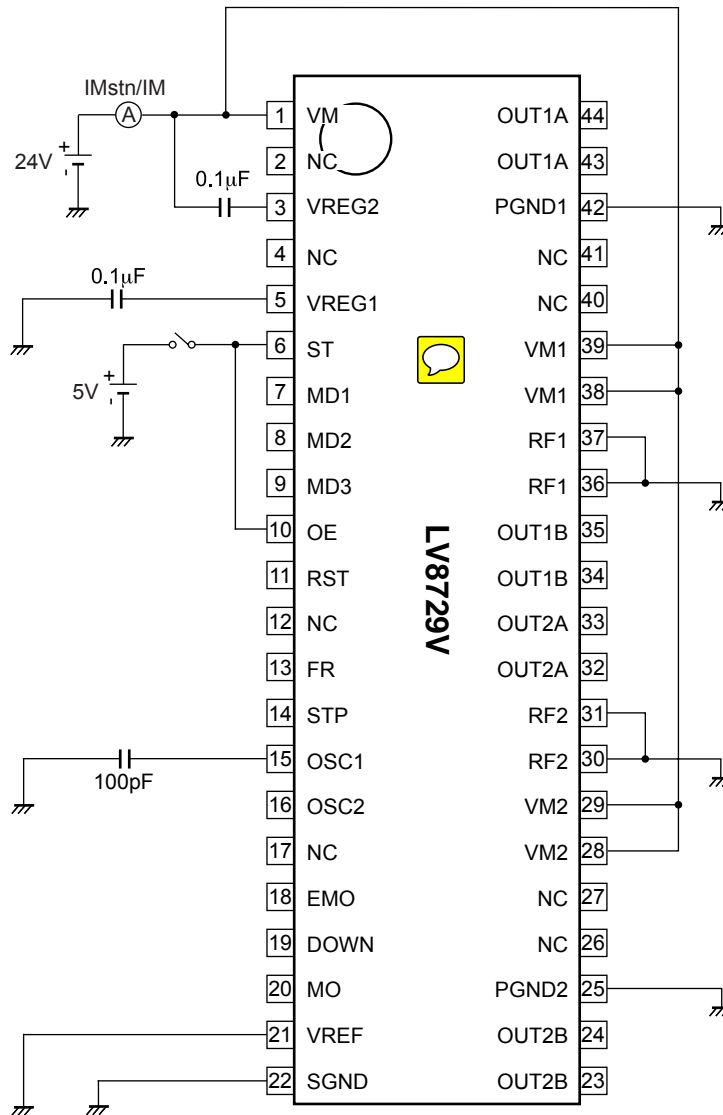 IMstn/IM
A
24V
+
-
0.1μF
0.1μF
5V
+
-
100pF
1 VM
2 NC
3 VREG2
4 NC
5 VREG1
6 ST
7 MD1
8 MD2
9 MD3
10 OE
11 RST
12 NC
13 FR
14 STP
15 OSC1
16 OSC2
17 NC
18 EMO
19 DOWN
20 MO
21 VREF
22 SGND
LV8729V
OUT1A 44
OUT1A 43
PGND1 42
NC 41
NC 40
VM1 39
VM1 38
RF1 37
RF1 36
OUT1B 35
OUT1B 34
OUT2A 33
OUT2A 32
RF2 31
RF2 30
VM2 29
VM2 28
NC 27
NC 26
PGND2 25
OUT2B 24
OUT2B 23